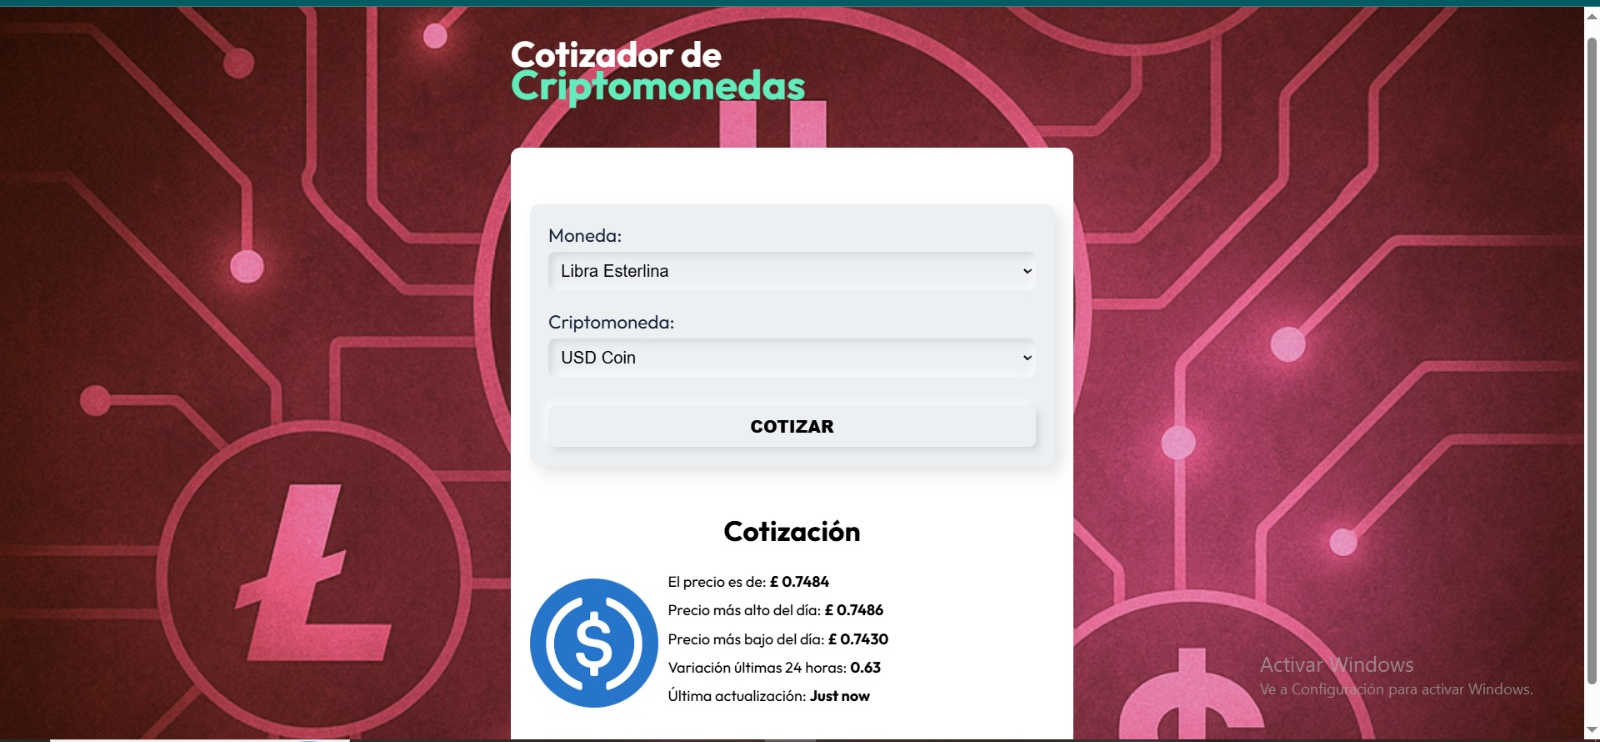 Cotizador de
Criptomonedas
Moneda:
Libra Esterlina
Criptomoneda:
USD Coin
COTIZAR
Cotización
El precio es de: £ 0.7484
Precio más alto del día: £ 0.7486
Precio más bajo del día: £ 0.7430
Variación últimas 24 horas: 0.63
Última actualización: Just now
Activar Windows
Ve a Configuración para activar Windows.